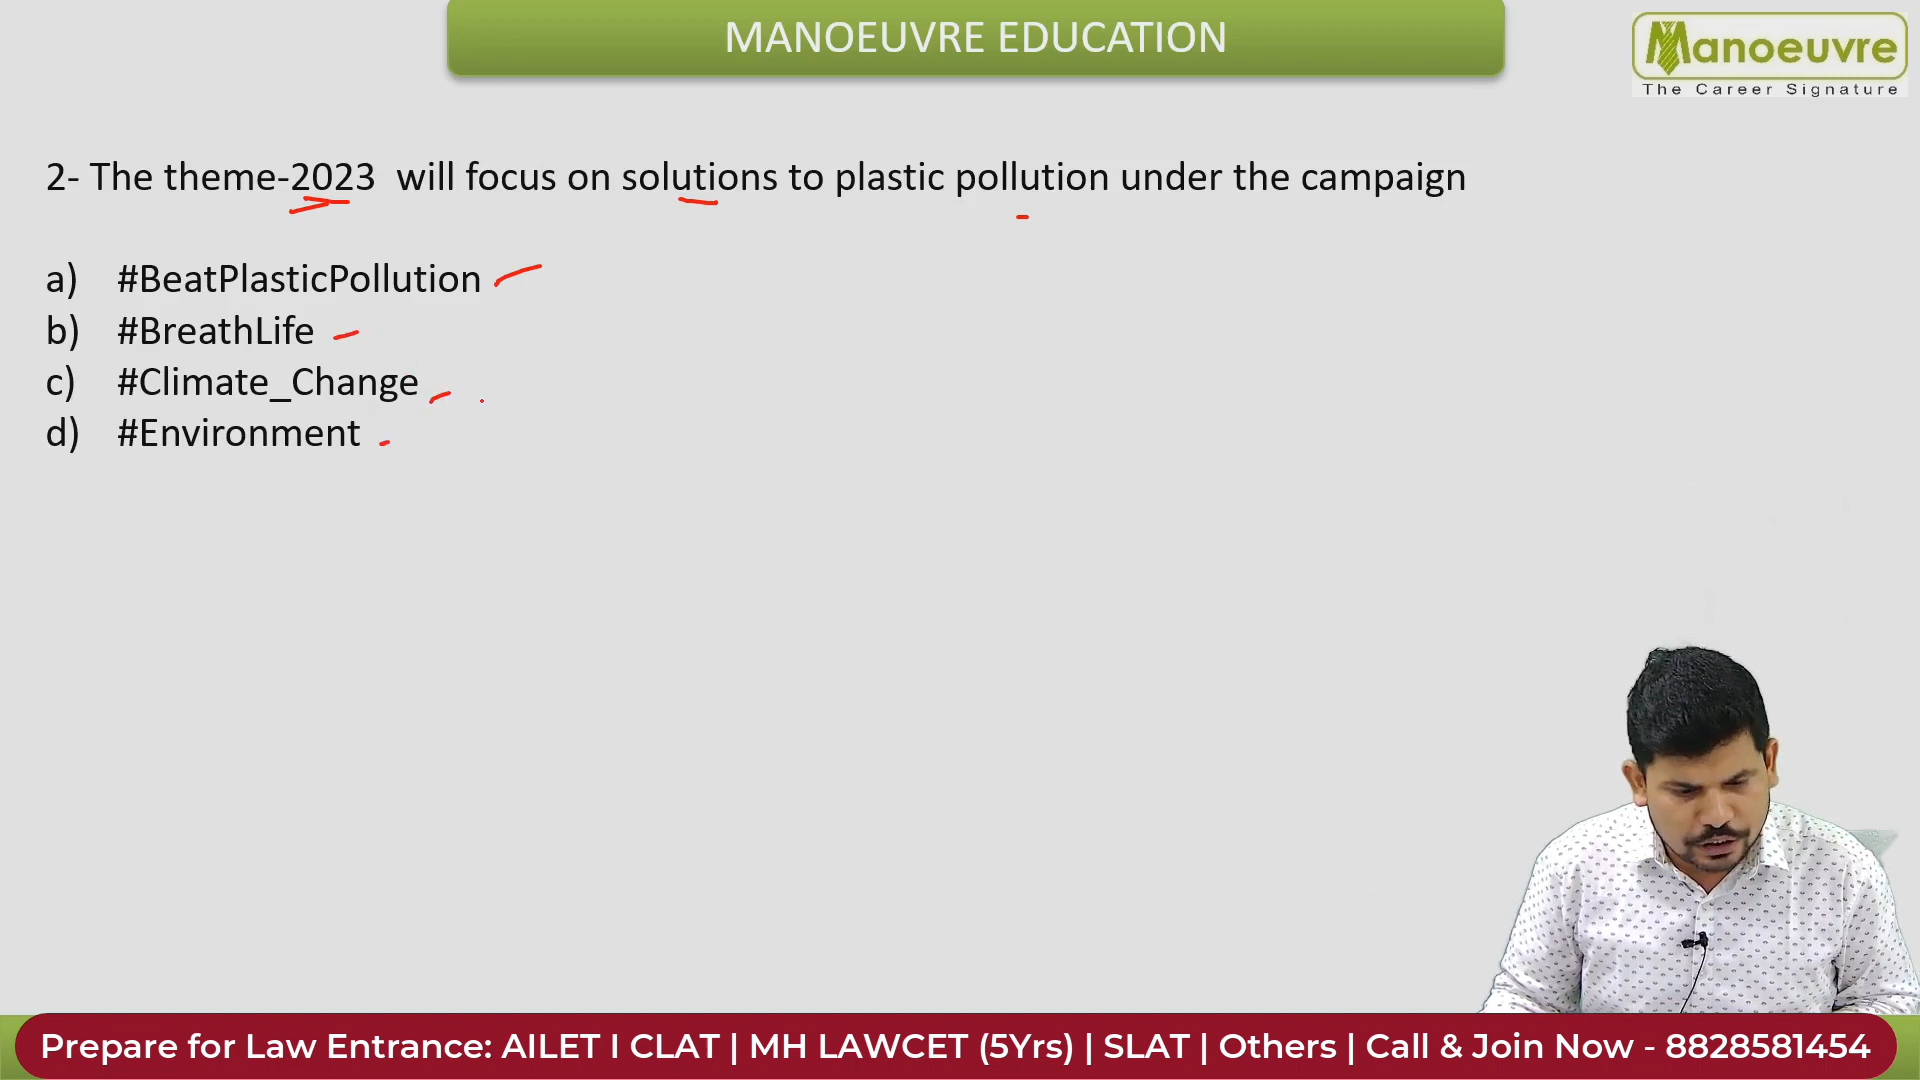 MANOEUVRE EDUCATION
Manoeuvre
The Career Signature
2- The theme-2023 will focus on solutions to plastic pollution under the campaign
a) #BeatPlasticPollution
b) #BreathLife
c) #Climate_Change
d) #Environment
Prepare for Law Entrance: AILET I CLAT | MH LAWCET (5Yrs) | SLAT | Others | Call & Join Now - 8828581454